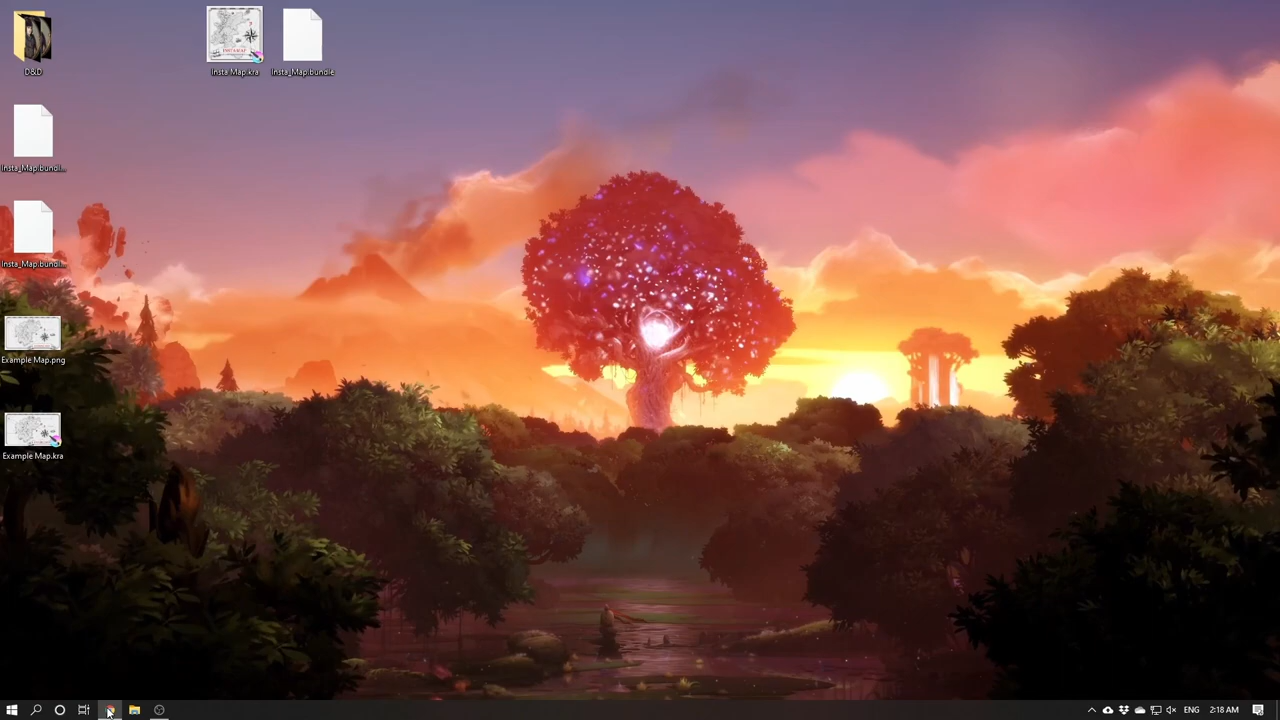 D&D
Insta Map.kra
Insta_Map.bundle
Insta_Map.bundl...
Insta_Map.bundl...
Example Map.png
Example Map.kra
ENG
2:18 AM